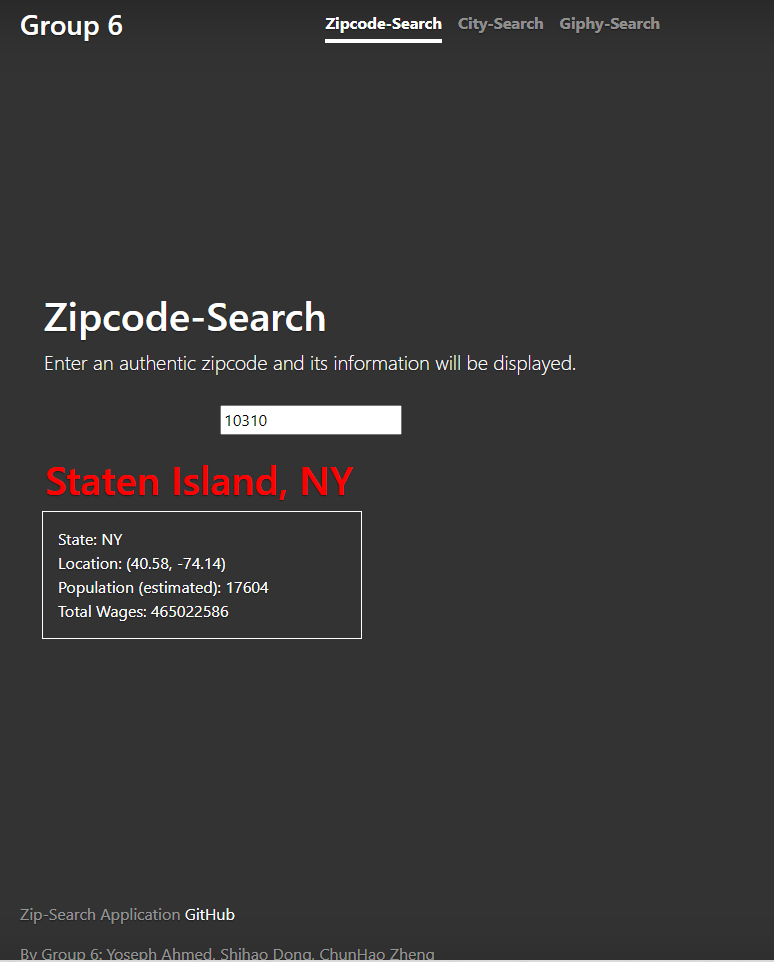 Group 6
Zipcode-Search City-Search Giphy-Search
Zipcode-Search
Enter an authentic zipcode and its information will be displayed.
10310
Staten Island, NY
State: NY
Location: (40.58, -74.14)
Population (estimated): 17604
Total Wages: 465022586
Zip-Search Application GitHub
By Group 6: Yoseph Ahmed, Shihao Dong, ChunHao Zheng